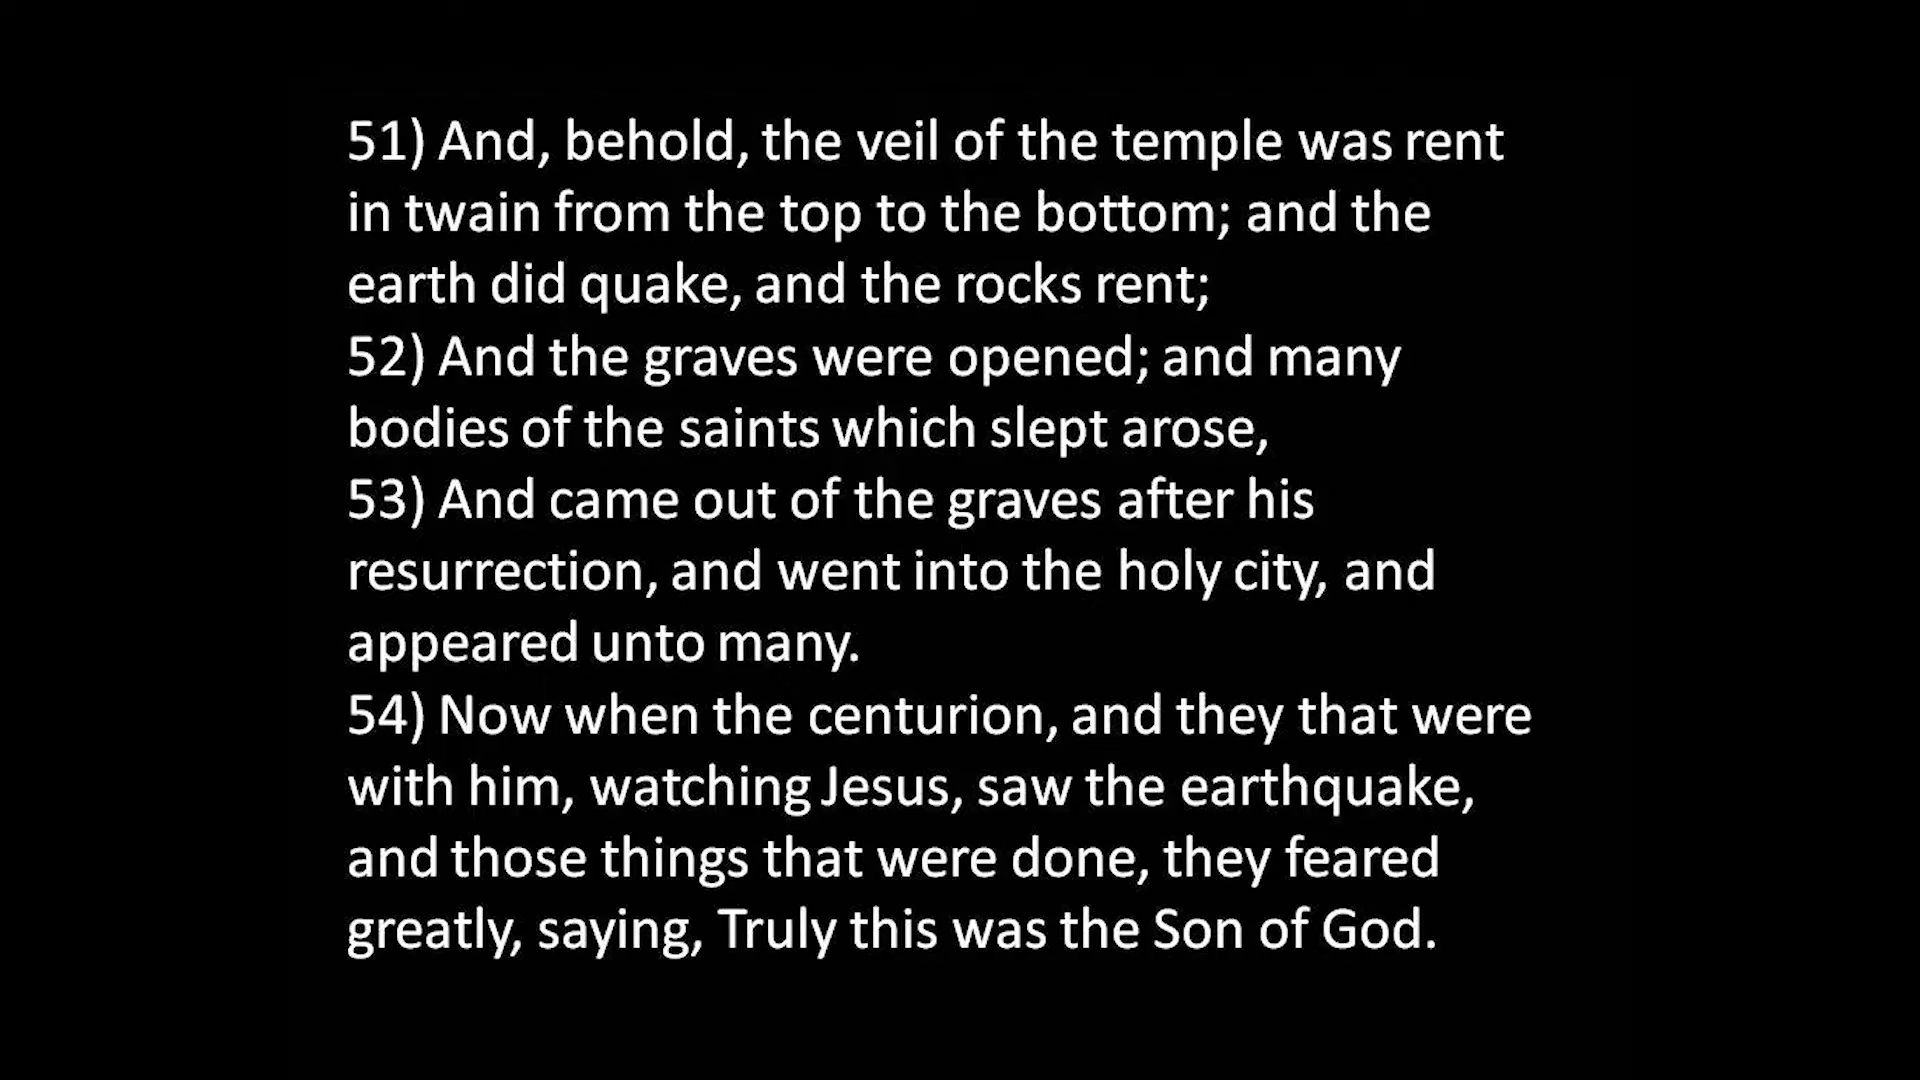 51) And, behold, the veil of the temple was rent
in twain from the top to the bottom; and the
earth did quake, and the rocks rent;
52) And the graves were opened; and many
bodies of the saints which slept arose,
53) And came out of the graves after his
resurrection, and went into the holy city, and
appeared unto many.
54) Now when the centurion, and they that were
with him, watching Jesus, saw the earthquake,
and those things that were done, they feared
greatly, saying, Truly this was the Son of God.